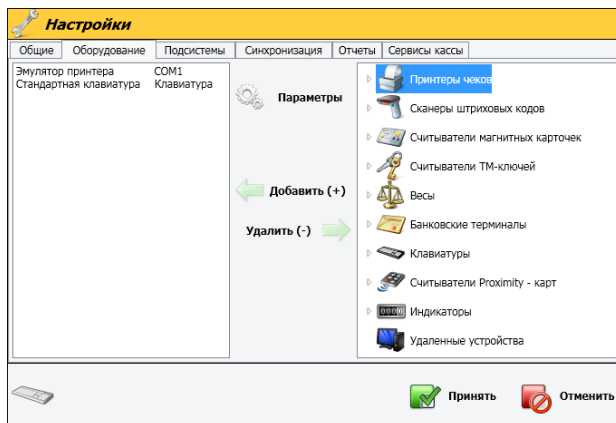 Настройки
Общие Оборудование Подсистемы Синхронизация Отчеты Сервисы кассы
Эмулятор принтера COM1
Стандартная клавиатура Клавиатура
Параметры
Добавить (+)
Удалить (-)
Принтеры чеков
Сканеры штриховых кодов
Считыватели магнитных карточек
Считыватели ТМ-ключей
Весы
Банковские терминалы
Клавиатуры
Считыватели Proximity - карт
Индикаторы
Удаленные устройства
Принять Отменить